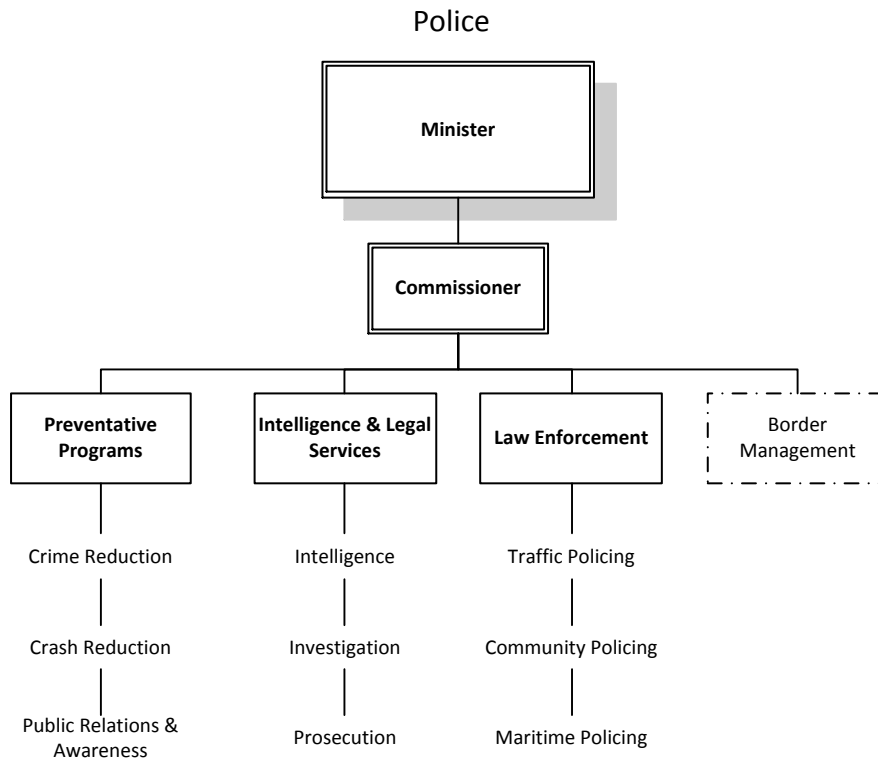 Police
Minister
Commissioner
Preventative
Programs
Intelligence & Legal
Services
Law Enforcement
Border
Management
Crime Reduction
Intelligence
Traffic Policing
Crash Reduction
Investigation
Community Policing
Public Relations &
Awareness
Prosecution
Maritime Policing